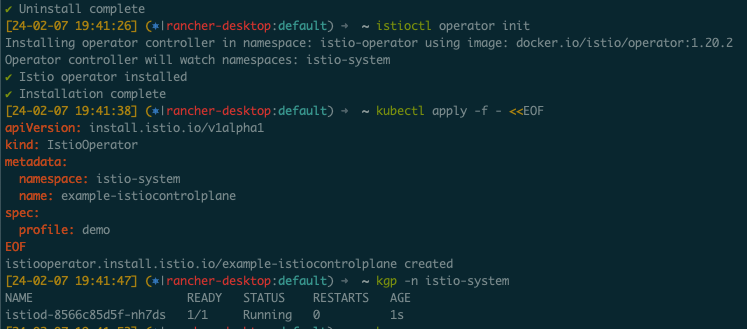 ✔ Uninstall complete
[24-02-07 19:41:26] (*|rancher-desktop:default) → ~ istioctl operator init
Installing operator controller in namespace: istio-operator using image: docker.io/istio/operator:1.20.2
Operator controller will watch namespaces: istio-system
✔ Istio operator installed
✔ Installation complete
[24-02-07 19:41:38] (*|rancher-desktop:default) → ~ kubectl apply -f - <<EOF
apiVersion: install.istio.io/v1alpha1
kind: IstioOperator
metadata:
  namespace: istio-system
  name: example-istiocontrolplane
spec:
  profile: demo
EOF
istiooperator.install.istio.io/example-istiocontrolplane created
[24-02-07 19:41:47] (*|rancher-desktop:default) → ~ kgp -n istio-system
NAME READY STATUS RESTARTS AGE
istiod-8566c85d5f-nh7ds 1/1 Running 0 1s